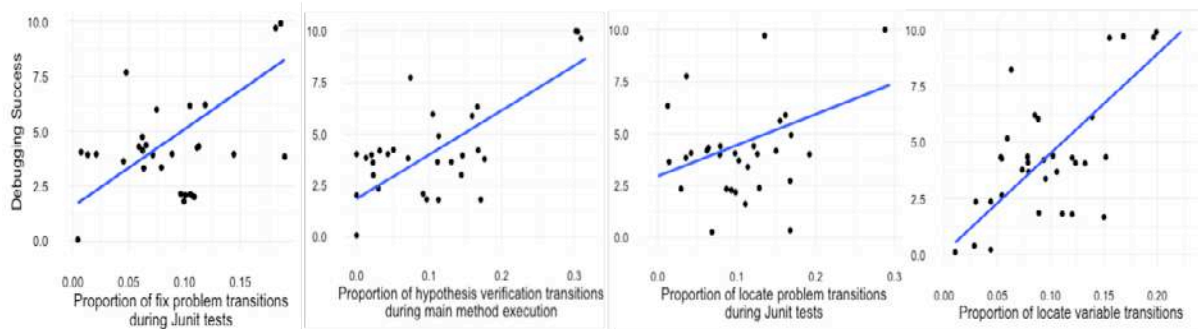 Debugging Success
10.0
7.5
5.0
2.5
0.0
0.00 0.05 0.10 0.15
Proportion of fix problem transitions
during Junit tests
10.0
7.5
5.0
2.5
0.0
0.0 0.1 0.2 0.3
Proportion of hypothesis verification transitions
during main method execution
10.0
7.5
5.0
2.5
0.0
0.0 0.1 0.2 0.3
Proportion of locate problem transitions
during Junit tests
10.0
7.5
5.0
2.5
0.0
0.00 0.05 0.10 0.15 0.20
Proportion of locate variable transitions